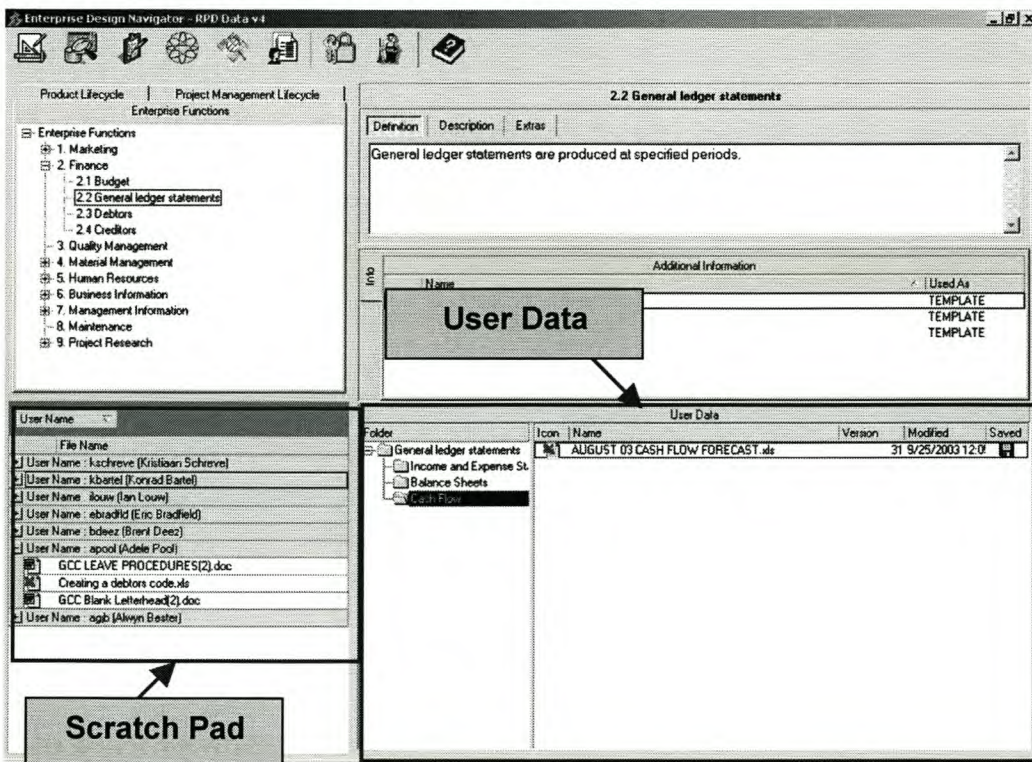 Enterprise Design Navigator - RPD Data v4
Product Lifecycle | Project Management Lifecycle
Enterprise Functions
Enterprise Functions
1. Marketing
2. Finance
2.1 Budget
2.2 General ledger statements
2.3 Debtors
2.4 Creditors
3. Quality Management
4. Material Management
5. Human Resources
6. Business Information
7. Management Information
8. Maintenance
9. Project Research
2.2 General ledger statements
Definition Description Extras
General ledger statements are produced at specified periods.
Info
Additional Information
Name Used As
TEMPLATE
TEMPLATE
TEMPLATE
User Data
User Name
File Name
User Name : kschreve (Kristiaan Schreve)
User Name : kbartel (Konrad Bartel)
User Name : ilouw (Ian Louw)
User Name : ebradfld (Eric Bradfield)
User Name : bdeez (Brent Deez)
User Name : apool (Adele Pool)
GCC LEAVE PROCEDURES(2).doc
Creating a debtors code.xls
GCC Blank Letterhead(2).doc
User Name : agb (Alwyn Bester)
Scratch Pad
User Data
Folder Icon Name Version Modified Saved
General ledger statements AUGUST 03 CASH FLOW FORECAST.xls 31 9/25/2003 12:0
Income and Expense St
Balance Sheets
Cash Flow